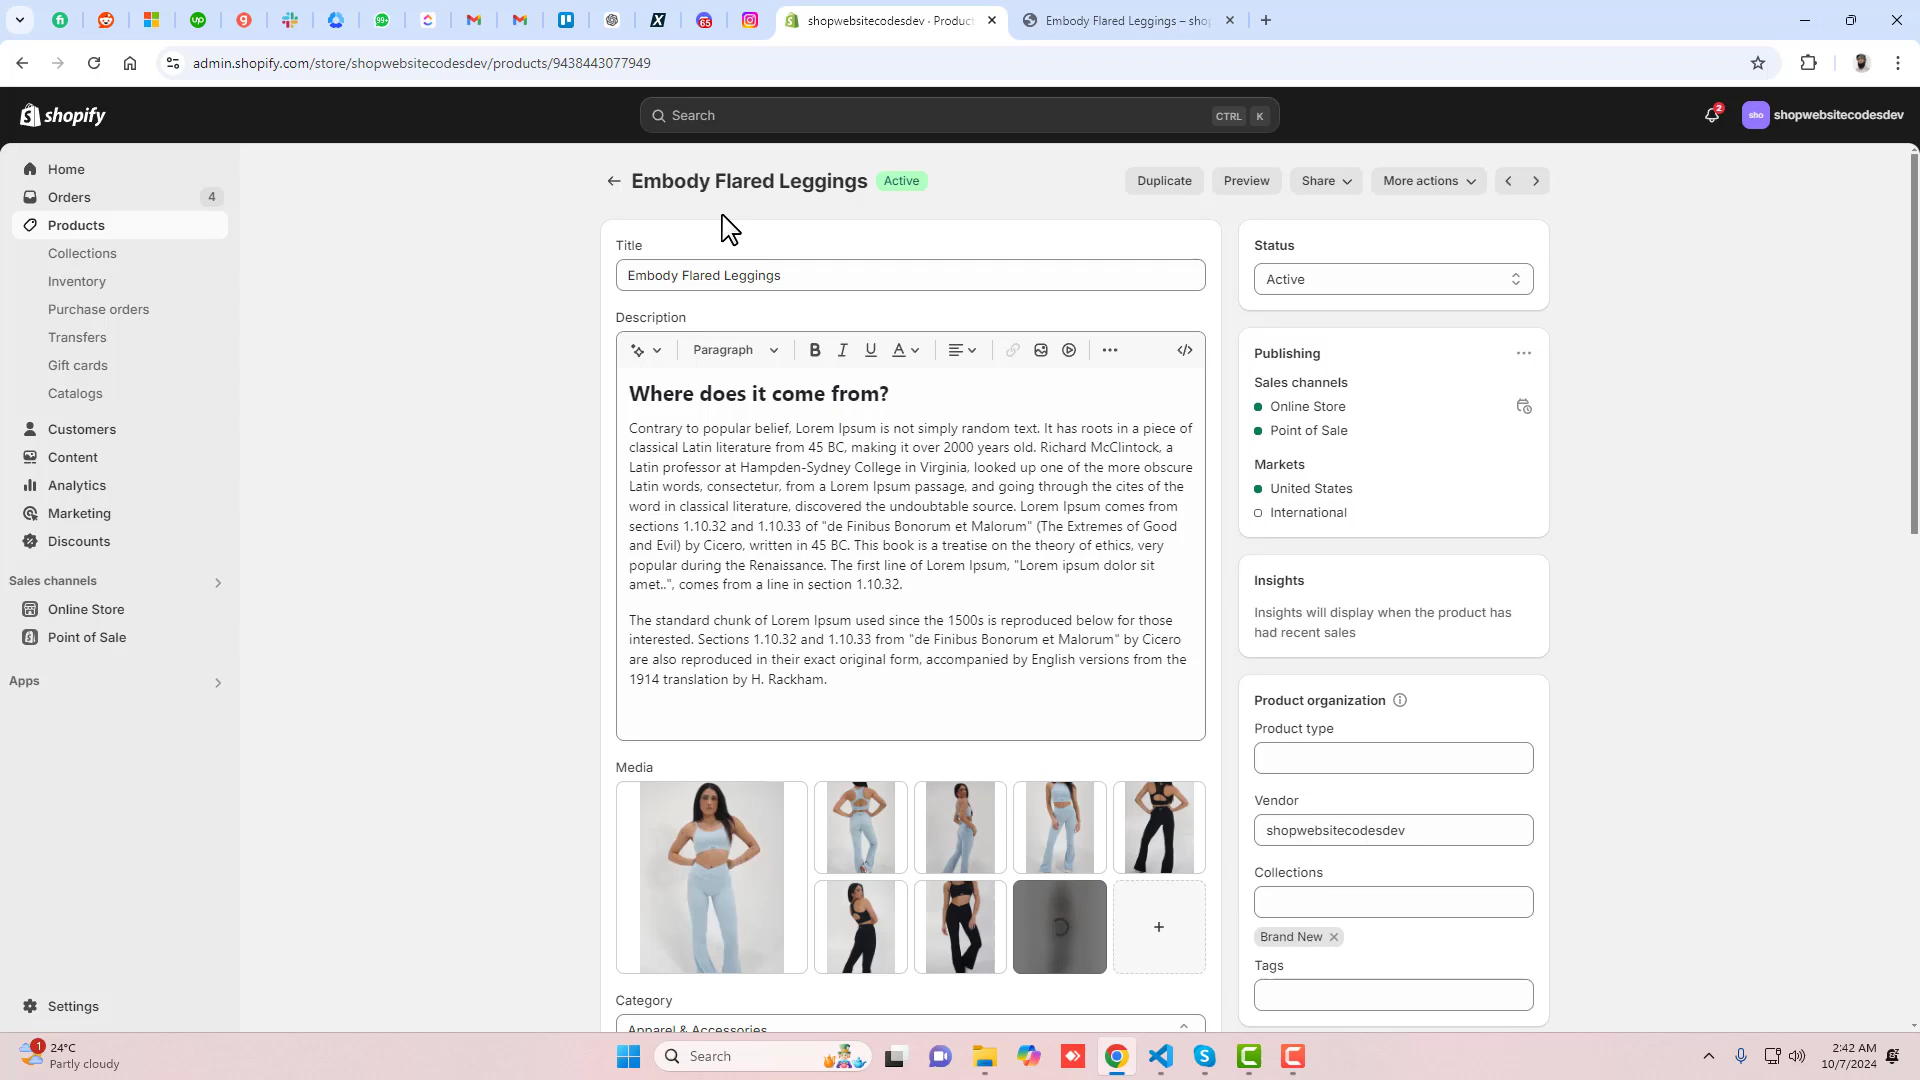 shopwebsitecodesdev · Produc
Embody Flared Leggings – sho
admin.shopify.com/store/shopwebsitecodesdev/products/9438443077949
shopify
Search
CTRL K
2
sho
shopwebsitecodesdev
Home
Orders
4
Products
Collections
Inventory
Purchase orders
Transfers
Gift cards
Catalogs
Customers
Content
Analytics
Marketing
Discounts
Sales channels
Online Store
Point of Sale
Apps
Settings
Embody Flared Leggings
Active
Duplicate
Preview
Share
More actions
Title
Embody Flared Leggings
Description
Paragraph
Where does it come from?
Contrary to popular belief, Lorem Ipsum is not simply random text. It has roots in a piece of
classical Latin literature from 45 BC, making it over 2000 years old. Richard McClintock, a
Latin professor at Hampden-Sydney College in Virginia, looked up one of the more obscure
Latin words, consectetur, from a Lorem Ipsum passage, and going through the cites of the
word in classical literature, discovered the undoubtable source. Lorem Ipsum comes from
sections 1.10.32 and 1.10.33 of "de Finibus Bonorum et Malorum" (The Extremes of Good
and Evil) by Cicero, written in 45 BC. This book is a treatise on the theory of ethics, very
popular during the Renaissance. The first line of Lorem Ipsum, "Lorem ipsum dolor sit
amet..", comes from a line in section 1.10.32.
The standard chunk of Lorem Ipsum used since the 1500s is reproduced below for those
interested. Sections 1.10.32 and 1.10.33 from "de Finibus Bonorum et Malorum" by Cicero
are also reproduced in their exact original form, accompanied by English versions from the
1914 translation by H. Rackham.
Media
Category
Apparel & Accessories
Status
Active
Publishing
Sales channels
Online Store
Point of Sale
Markets
United States
International
Insights
Insights will display when the product has
had recent sales
Product organization
Product type
Vendor
shopwebsitecodesdev
Collections
Brand New
Tags
1
24°C
Partly cloudy
Search
2:42 AM
10/7/2024